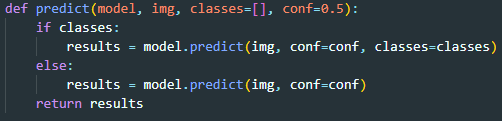 def predict(model, img, classes=[], conf=0.5):
    if classes:
        results = model.predict(img, conf=conf, classes=classes)
    else:
        results = model.predict(img, conf=conf)
    return results